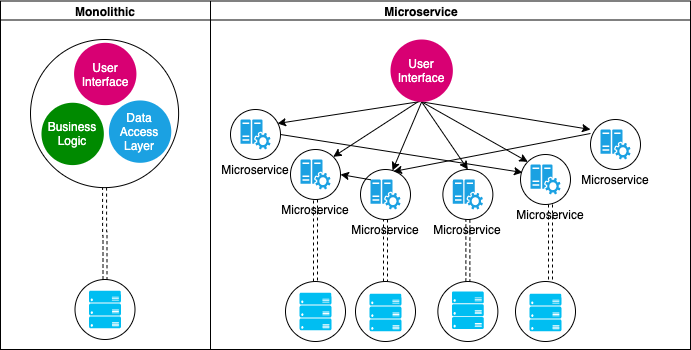 Monolithic
Microservice
User
Interface
Business
Logic
Data
Access
Layer
User
Interface
Microservice
Microservice
Microservice
Microservice
Microservice
Microservice